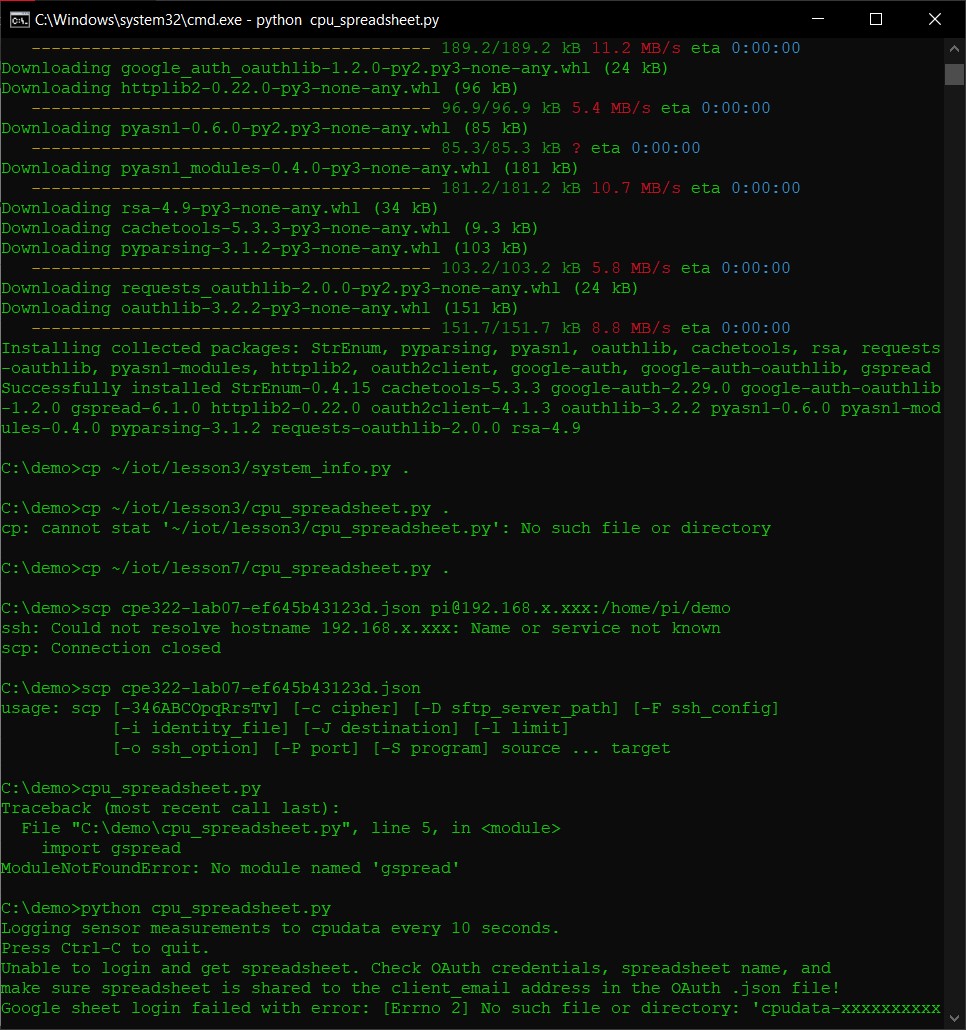 C:\Windows\system32\cmd.exe - python  cpu_spreadsheet.py
---------------------------------------- 189.2/189.2 kB 11.2 MB/s eta 0:00:00
Downloading google_auth_oauthlib-1.2.0-py2.py3-none-any.whl (24 kB)
Downloading httplib2-0.22.0-py3-none-any.whl (96 kB)
---------------------------------------- 96.9/96.9 kB 5.4 MB/s eta 0:00:00
Downloading pyasn1-0.6.0-py2.py3-none-any.whl (85 kB)
---------------------------------------- 85.3/85.3 kB ? eta 0:00:00
Downloading pyasn1_modules-0.4.0-py3-none-any.whl (181 kB)
---------------------------------------- 181.2/181.2 kB 10.7 MB/s eta 0:00:00
Downloading rsa-4.9-py3-none-any.whl (34 kB)
Downloading cachetools-5.3.3-py3-none-any.whl (9.3 kB)
Downloading pyparsing-3.1.2-py3-none-any.whl (103 kB)
---------------------------------------- 103.2/103.2 kB 5.8 MB/s eta 0:00:00
Downloading requests_oauthlib-2.0.0-py2.py3-none-any.whl (24 kB)
Downloading oauthlib-3.2.2-py3-none-any.whl (151 kB)
---------------------------------------- 151.7/151.7 kB 8.8 MB/s eta 0:00:00
Installing collected packages: StrEnum, pyparsing, pyasn1, oauthlib, cachetools, rsa, requests
-oauthlib, pyasn1-modules, httplib2, oauth2client, google-auth, google-auth-oauthlib, gspread
Successfully installed StrEnum-0.4.15 cachetools-5.3.3 google-auth-2.29.0 google-auth-oauthlib
-1.2.0 gspread-6.1.0 httplib2-0.22.0 oauth2client-4.1.3 oauthlib-3.2.2 pyasn1-0.6.0 pyasn1-mod
ules-0.4.0 pyparsing-3.1.2 requests-oauthlib-2.0.0 rsa-4.9
C:\demo>cp ~/iot/lesson3/system_info.py .
C:\demo>cp ~/iot/lesson3/cpu_spreadsheet.py .
cp: cannot stat '~/iot/lesson3/cpu_spreadsheet.py': No such file or directory
C:\demo>cp ~/iot/lesson7/cpu_spreadsheet.py .
C:\demo>scp cpe322-lab07-ef645b43123d.json pi@192.168.x.xxx:/home/pi/demo
ssh: Could not resolve hostname 192.168.x.xxx: Name or service not known
scp: Connection closed
C:\demo>scp cpe322-lab07-ef645b43123d.json
usage: scp [-346ABCOpqRrsTv] [-c cipher] [-D sftp_server_path] [-F ssh_config]
[-i identity_file] [-J destination] [-l limit]
[-o ssh_option] [-P port] [-S program] source ... target
C:\demo>cpu_spreadsheet.py
Traceback (most recent call last):
File "C:\demo\cpu_spreadsheet.py", line 5, in <module>
import gspread
ModuleNotFoundError: No module named 'gspread'
C:\demo>python cpu_spreadsheet.py
Logging sensor measurements to cpudata every 10 seconds.
Press Ctrl-C to quit.
Unable to login and get spreadsheet. Check OAuth credentials, spreadsheet name, and
make sure spreadsheet is shared to the client_email address in the OAuth .json file!
Google sheet login failed with error: [Errno 2] No such file or directory: 'cpudata-xxxxxxxxxx